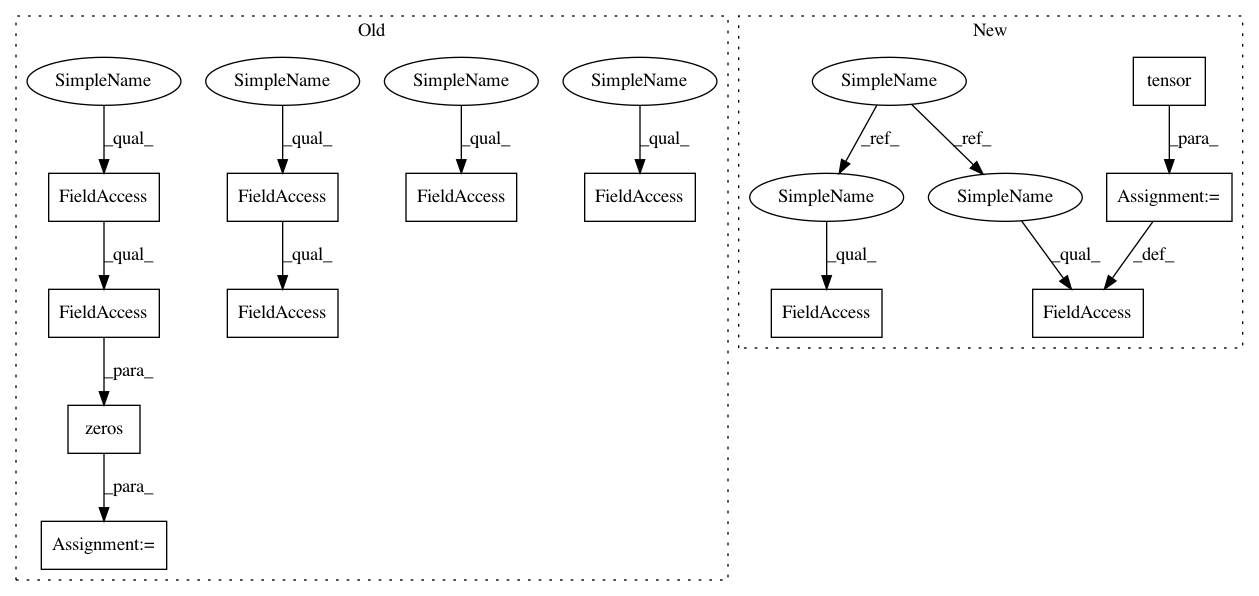 Old
New
SimpleName
SimpleName
SimpleName
SimpleName
SimpleName
tensor
_qual_
_qual_
_qual_
_qual_
_ref_
_ref_
_para_
FieldAccess
FieldAccess
FieldAccess
FieldAccess
SimpleName
SimpleName
Assignment:=
_qual_
_qual_
_qual_
_qual_
_def_
FieldAccess
FieldAccess
FieldAccess
FieldAccess
_para_
zeros
_para_
Assignment:=